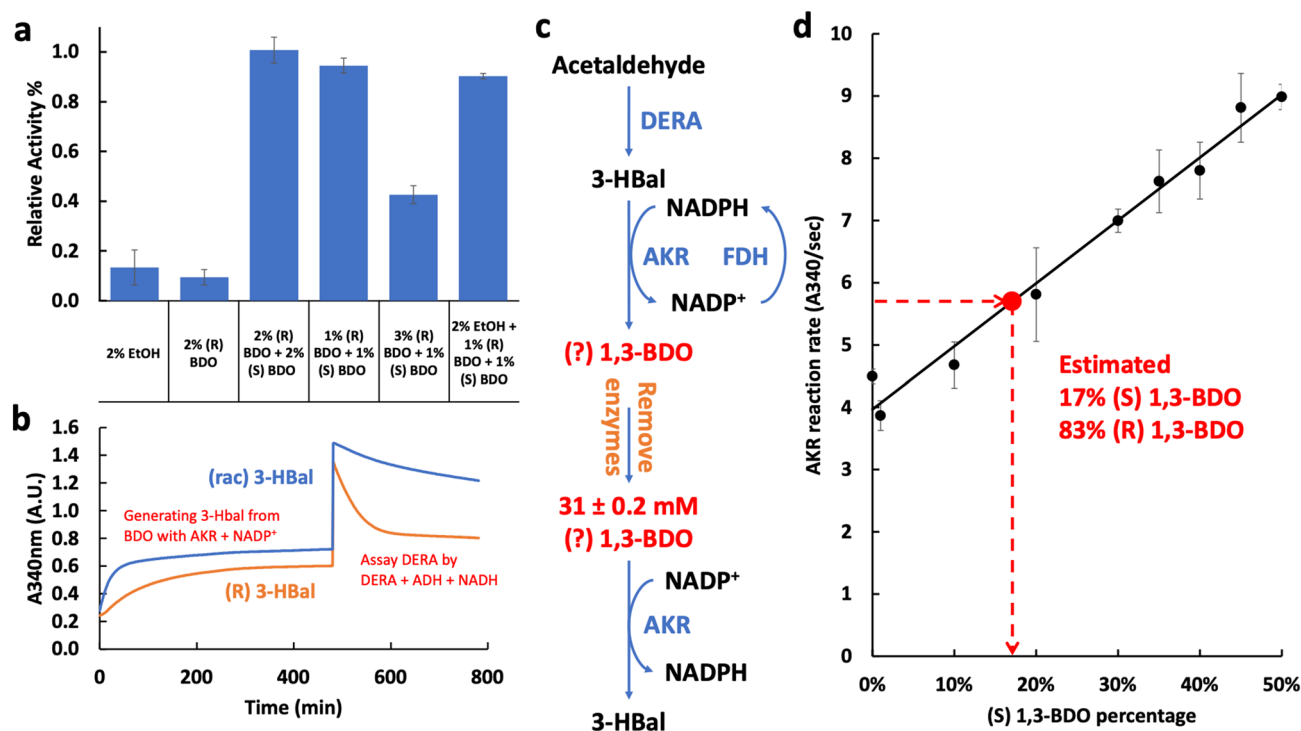 a
Relative Activity %
1.0
0.8
0.6
0.4
0.2
0.0
2% EtOH
2% (R)
BDO
2% (R)
BDO + 2%
(S) BDO
1% (R)
BDO + 1%
(S) BDO
3% (R)
BDO + 1%
(S) BDO
2% EtOH +
1% (R)
BDO + 1%
(S) BDO
b
A340nm (A.U.)
1.6
1.4
1.2
1.0
0.8
0.6
0.4
0.2
0.0
(rac) 3-HBal
Generating 3-Hbal from
BDO with AKR + NADP+
(R) 3-HBal
Assay DERA by
DERA + ADH + NADH
0
200
400
600
800
Time (min)
c
Acetaldehyde
DERA
3-HBal
NADPH
AKR
FDH
NADP+
(?) 1,3-BDO
Remove
enzymes
31 ± 0.2 mM
(?) 1,3-BDO
NADP+
AKR
NADPH
3-HBal
d
AKR reaction rate (A340/sec)
10
9
8
7
6
5
4
3
2
1
0
Estimated
17% (S) 1,3-BDO
83% (R) 1,3-BDO
0%
10%
20%
30%
40%
50%
(S) 1,3-BDO percentage